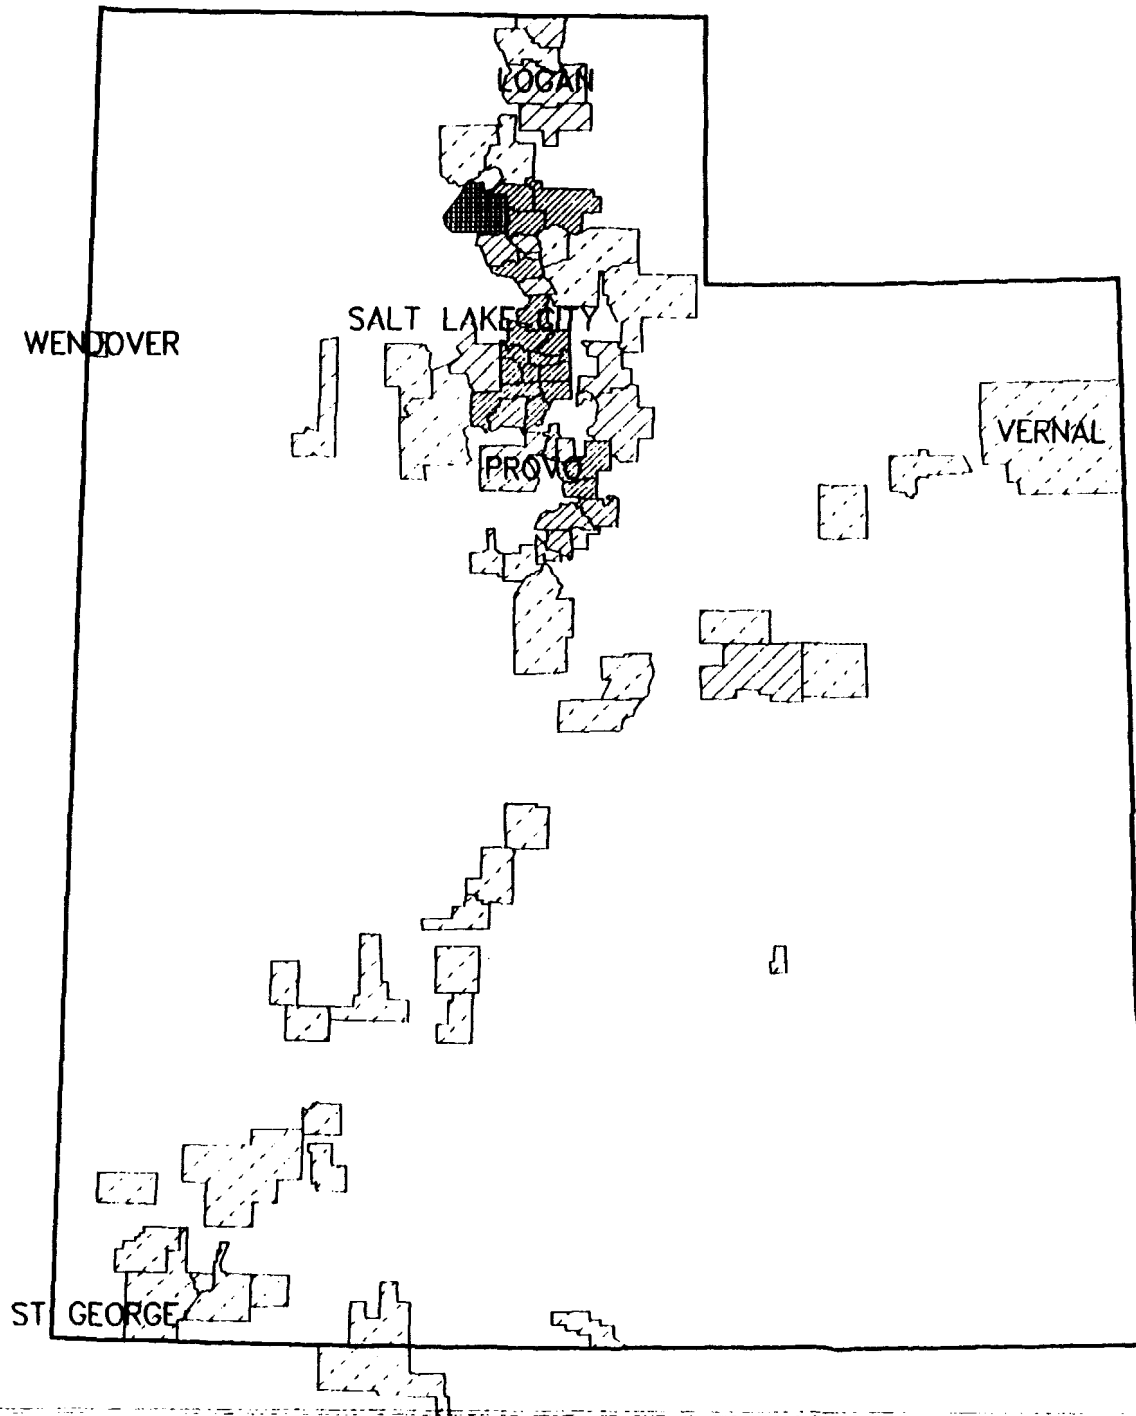 LOGAN
SALT LAKE CITY
WENDOVER
VERNAL
PROVO
ST GEORGE